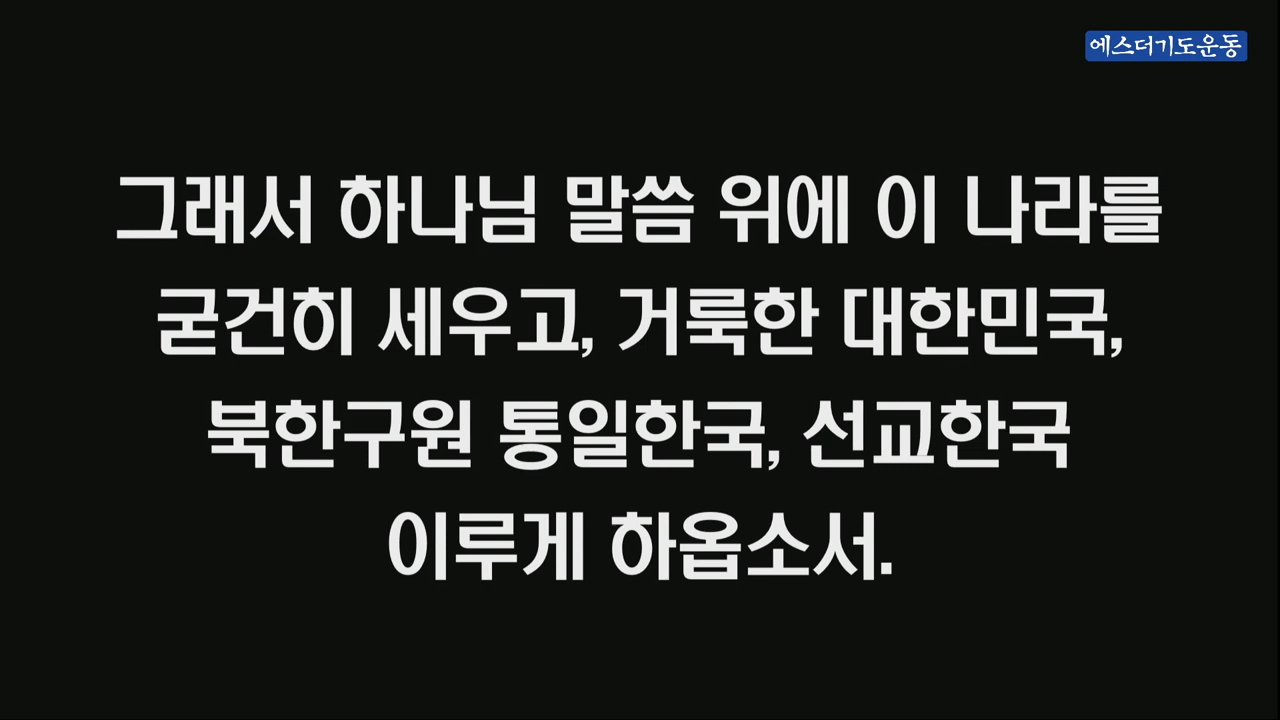 에스더기도운동
그래서 하나님 말씀 위에 이 나라를
굳건히 세우고, 거룩한 대한민국,
북한구원 통일한국, 선교한국
이루게 하옵소서.